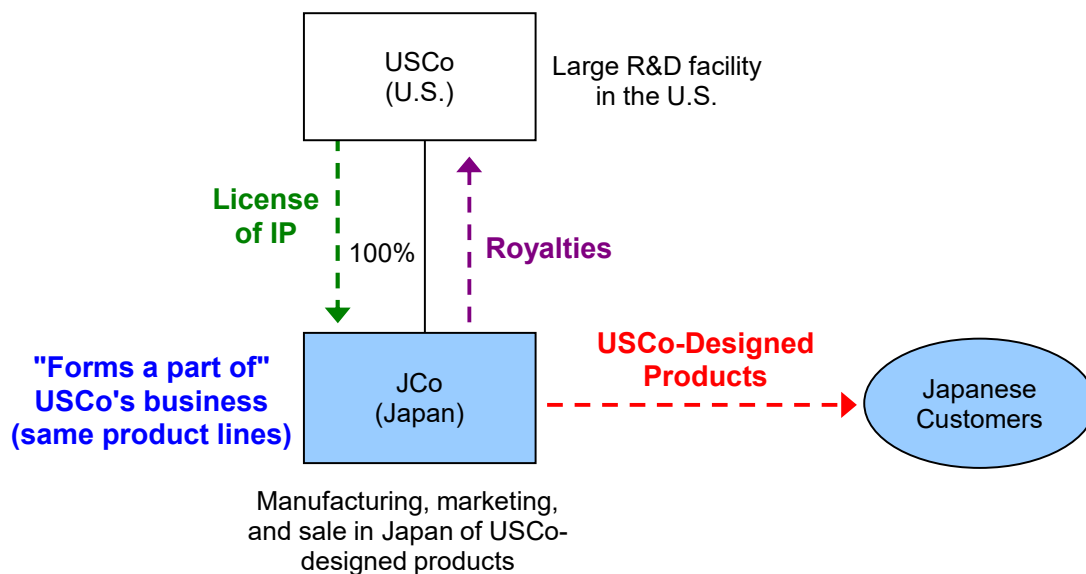 USCo
(U.S.)
Large R&D facility
in the U.S.
License
of IP
100%
Royalties
"Forms a part of"
USCo's business
(same product lines)
JCo
(Japan)
USCo-Designed
Products
Japanese
Customers
Manufacturing, marketing,
and sale in Japan of USCo-
designed products